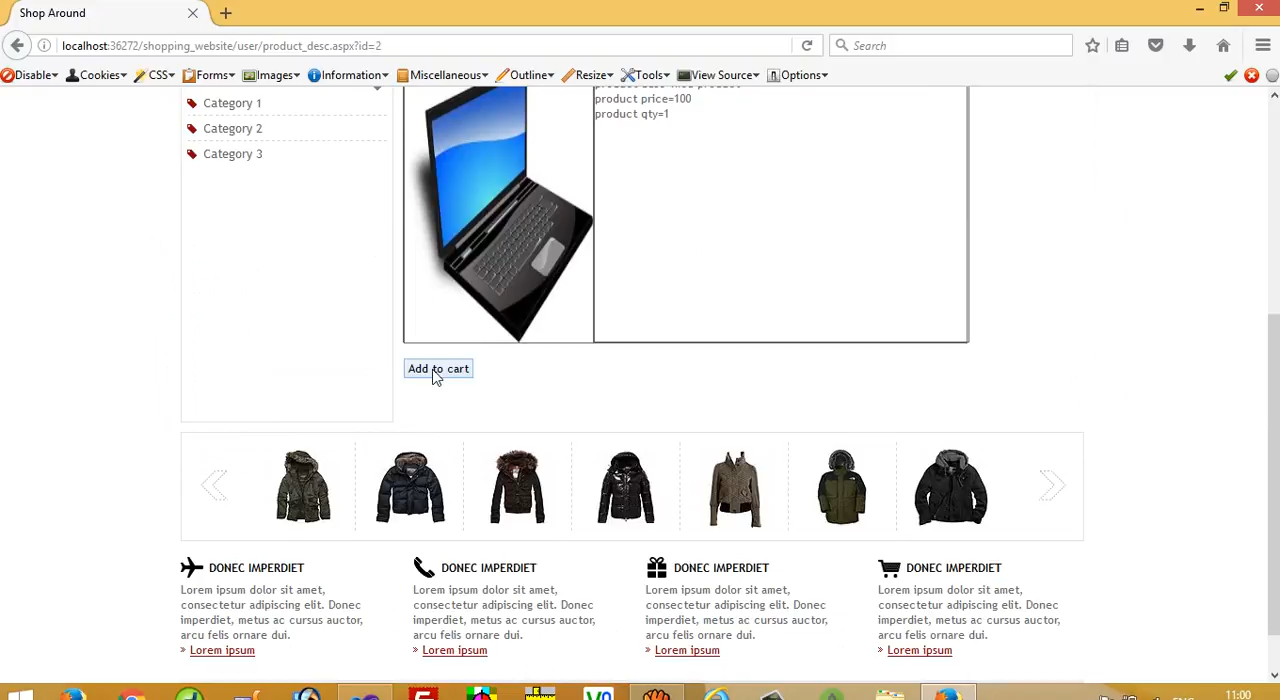 Shop Around
localhost:36272/shopping_website/user/product_desc.aspx?id=2
Search
Disable Cookies CSS Forms Images Information Miscellaneous Outline Resize Tools View Source Options
Category 1
Category 2
Category 3
product price=100
product qty=1
Add to cart
DONEC IMPERDIET
Lorem ipsum dolor sit amet,
consectetur adipiscing elit. Donec
imperdiet, metus ac cursus auctor,
arcu felis ornare dui.
» Lorem ipsum
DONEC IMPERDIET
Lorem ipsum dolor sit amet,
consectetur adipiscing elit. Donec
imperdiet, metus ac cursus auctor,
arcu felis ornare dui.
» Lorem ipsum
DONEC IMPERDIET
Lorem ipsum dolor sit amet,
consectetur adipiscing elit. Donec
imperdiet, metus ac cursus auctor,
arcu felis ornare dui.
» Lorem ipsum
DONEC IMPERDIET
Lorem ipsum dolor sit amet,
consectetur adipiscing elit. Donec
imperdiet, metus ac cursus auctor,
arcu felis ornare dui.
» Lorem ipsum
11:00